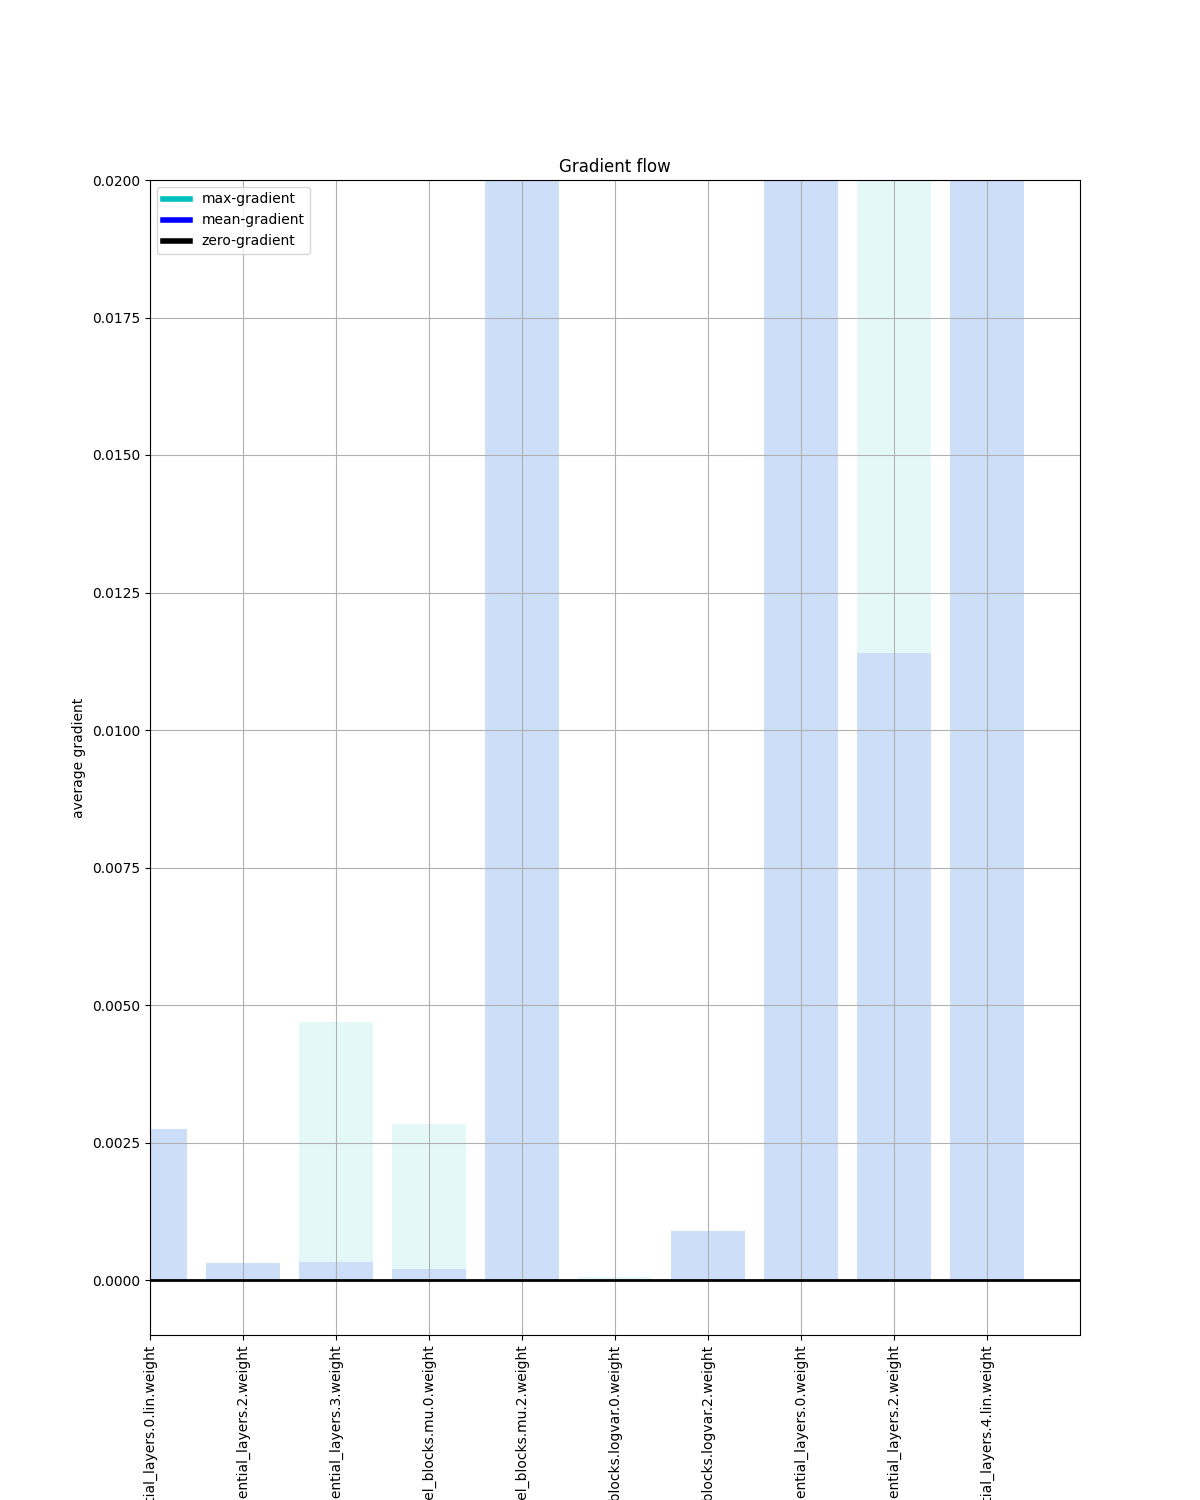 Gradient flow
max-gradient
mean-gradient
zero-gradient
0.0200
0.0175
0.0150
0.0125
0.0100
0.0075
0.0050
0.0025
0.0000
average gradient
tial_layers.0.lin.weight
ential_layers.2.weight
ential_layers.3.weight
el_blocks.mu.0.weight
el_blocks.mu.2.weight
blocks.logvar.0.weight
blocks.logvar.2.weight
ential_layers.0.weight
ential_layers.2.weight
tial_layers.4.lin.weight